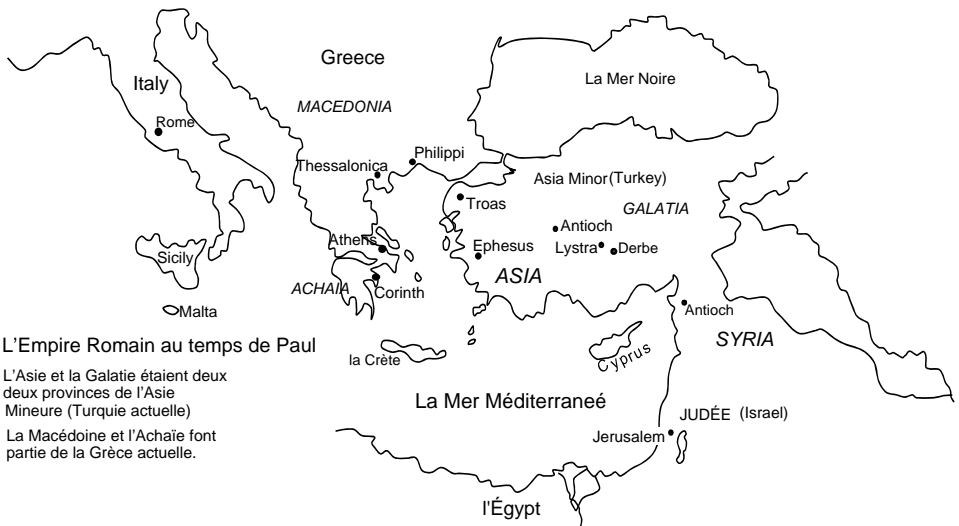 Greece
Italy
La Mer Noire
MACEDONIA
Rome
Philippi
Thessalonica
Asia Minor (Turkey)
Troas
GALATIA
Antioch
Athens
Ephesus
Lystra
Derbe
Sicily
ASIA
ACHAIA
Corinth
Antioch
Malta
SYRIA
L'Empire Romain au temps de Paul
la Crète
Cyprus
L'Asie et la Galatie étaient deux
deux provinces de l'Asie
Mineure (Turquie actuelle)
La Mer Méditerraneé
JUDÉE (Israel)
La Macédoine et l'Achaïe font
partie de la Grèce actuelle.
Jerusalem
l'Égypt